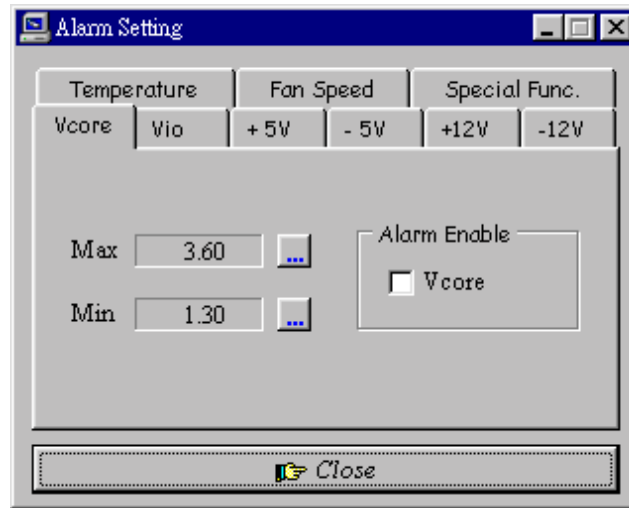 Alarm Setting
Temperature Fan Speed Special Func.
Vcore Vio + 5V - 5V +12V -12V
Alarm Enable
Max 3.60 ...
Vcore
Min 1.30 ...
Close